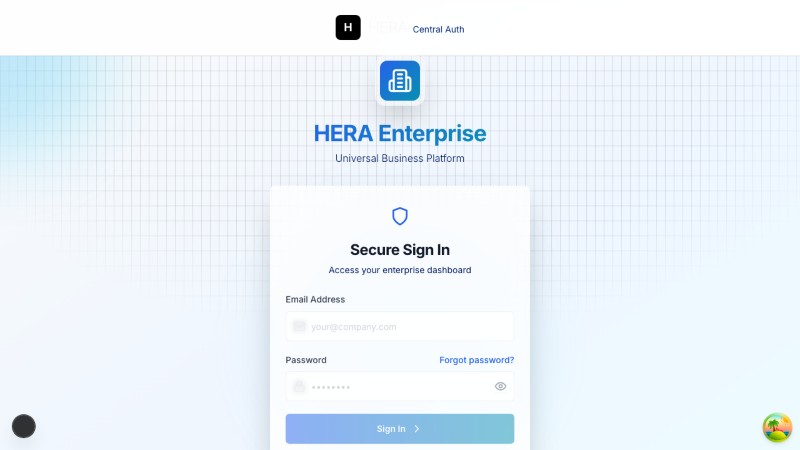 H HERA Central Auth
HERA Enterprise
Universal Business Platform
Secure Sign In
Access your enterprise dashboard
Email Address
your@company.com
Password Forgot password?
Sign In